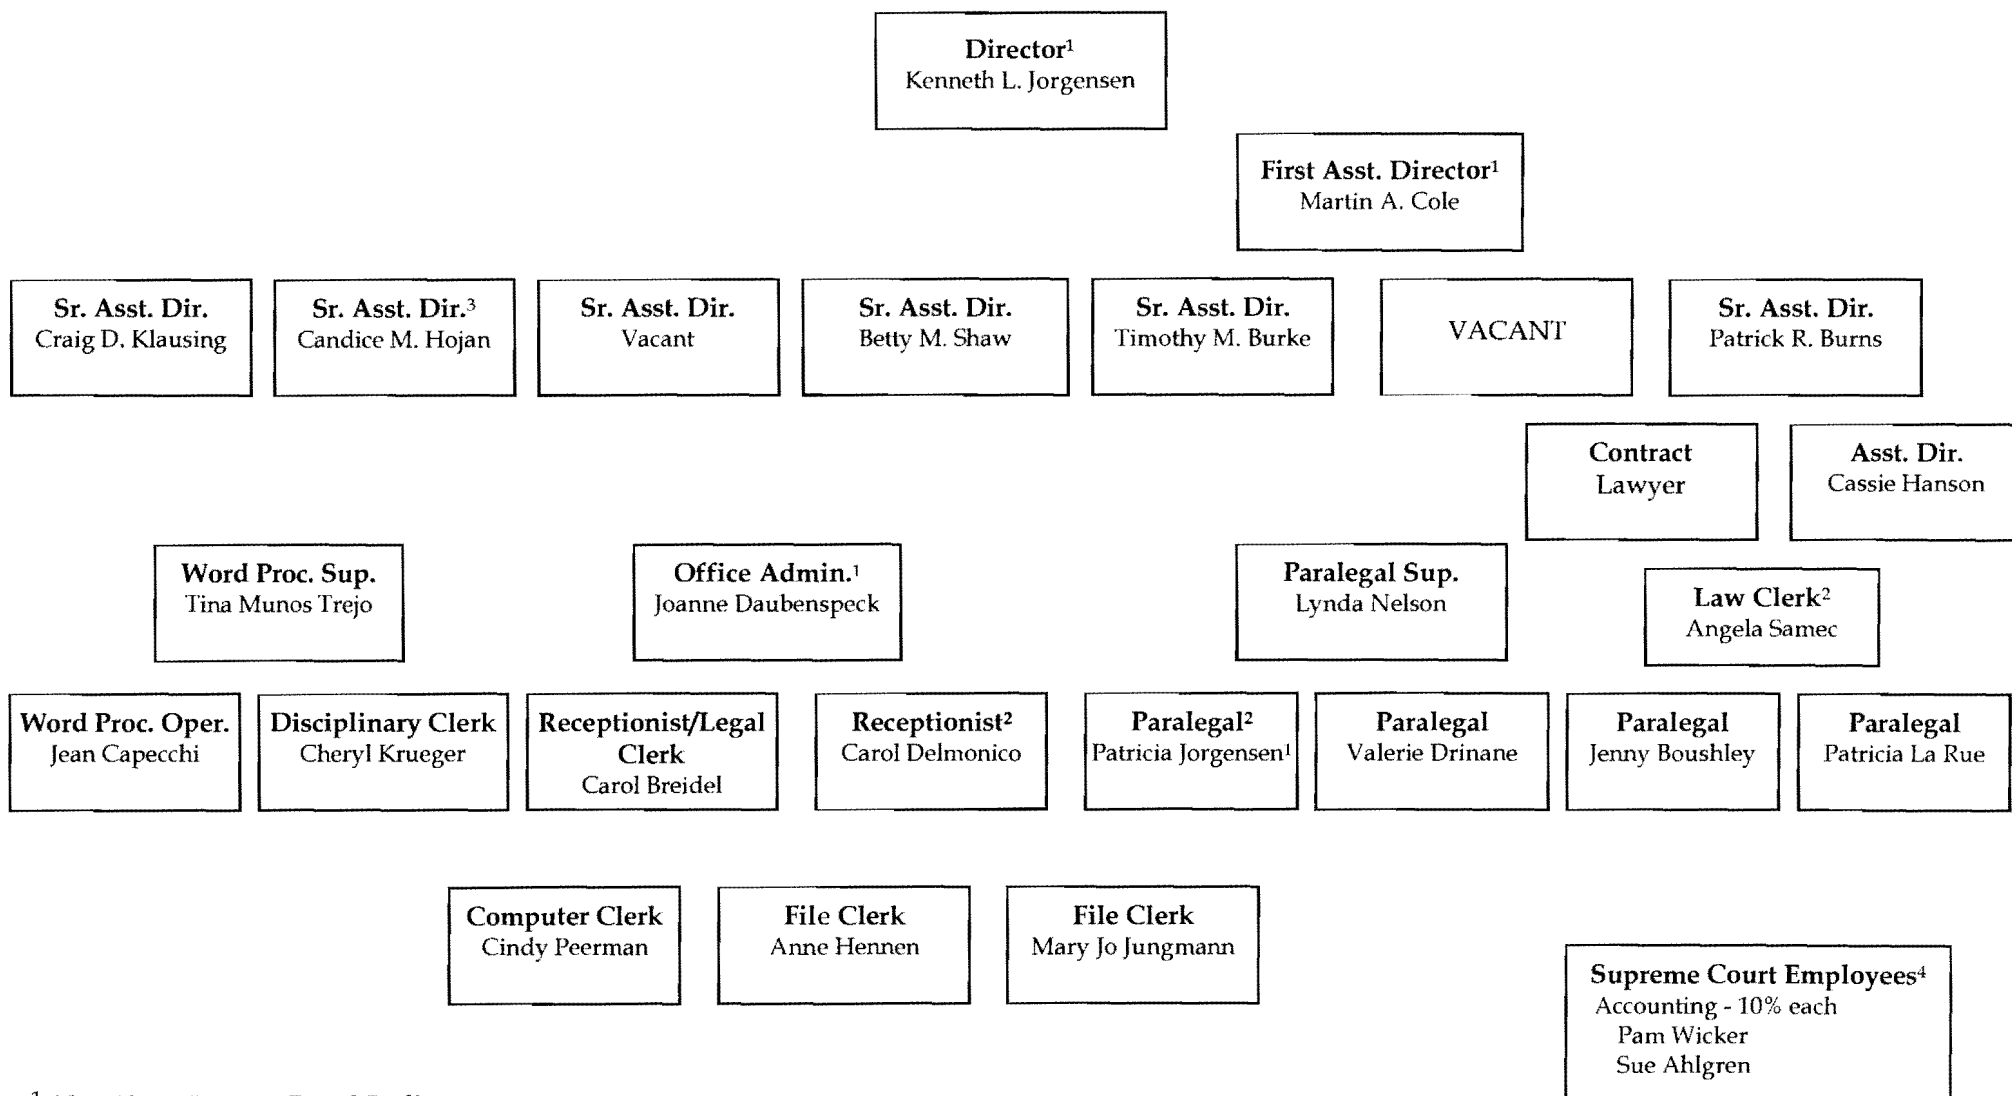 Director¹
Kenneth L. Jorgensen
First Asst. Director¹
Martin A. Cole
Sr. Asst. Dir.
Craig D. Klausing
Sr. Asst. Dir.³
Candice M. Hojan
Sr. Asst. Dir.
Vacant
Sr. Asst. Dir.
Betty M. Shaw
Sr. Asst. Dir.
Timothy M. Burke
VACANT
Sr. Asst. Dir.
Patrick R. Burns
Contract
Lawyer
Asst. Dir.
Cassie Hanson
Word Proc. Sup.
Tina Munos Trejo
Office Admin.¹
Joanne Daubenspeck
Paralegal Sup.
Lynda Nelson
Law Clerk²
Angela Samec
Word Proc. Oper.
Jean Capecchi
Disciplinary Clerk
Cheryl Krueger
Receptionist/Legal
Clerk
Carol Breidel
Receptionist²
Carol Delmonico
Paralegal²
Patricia Jorgensen¹
Paralegal
Valerie Drinane
Paralegal
Jenny Boushley
Paralegal
Patricia La Rue
Computer Clerk
Cindy Peerman
File Clerk
Anne Hennen
File Clerk
Mary Jo Jungmann
Supreme Court Employees⁴
Accounting - 10% each
Pam Wicker
Sue Ahlgren
¹